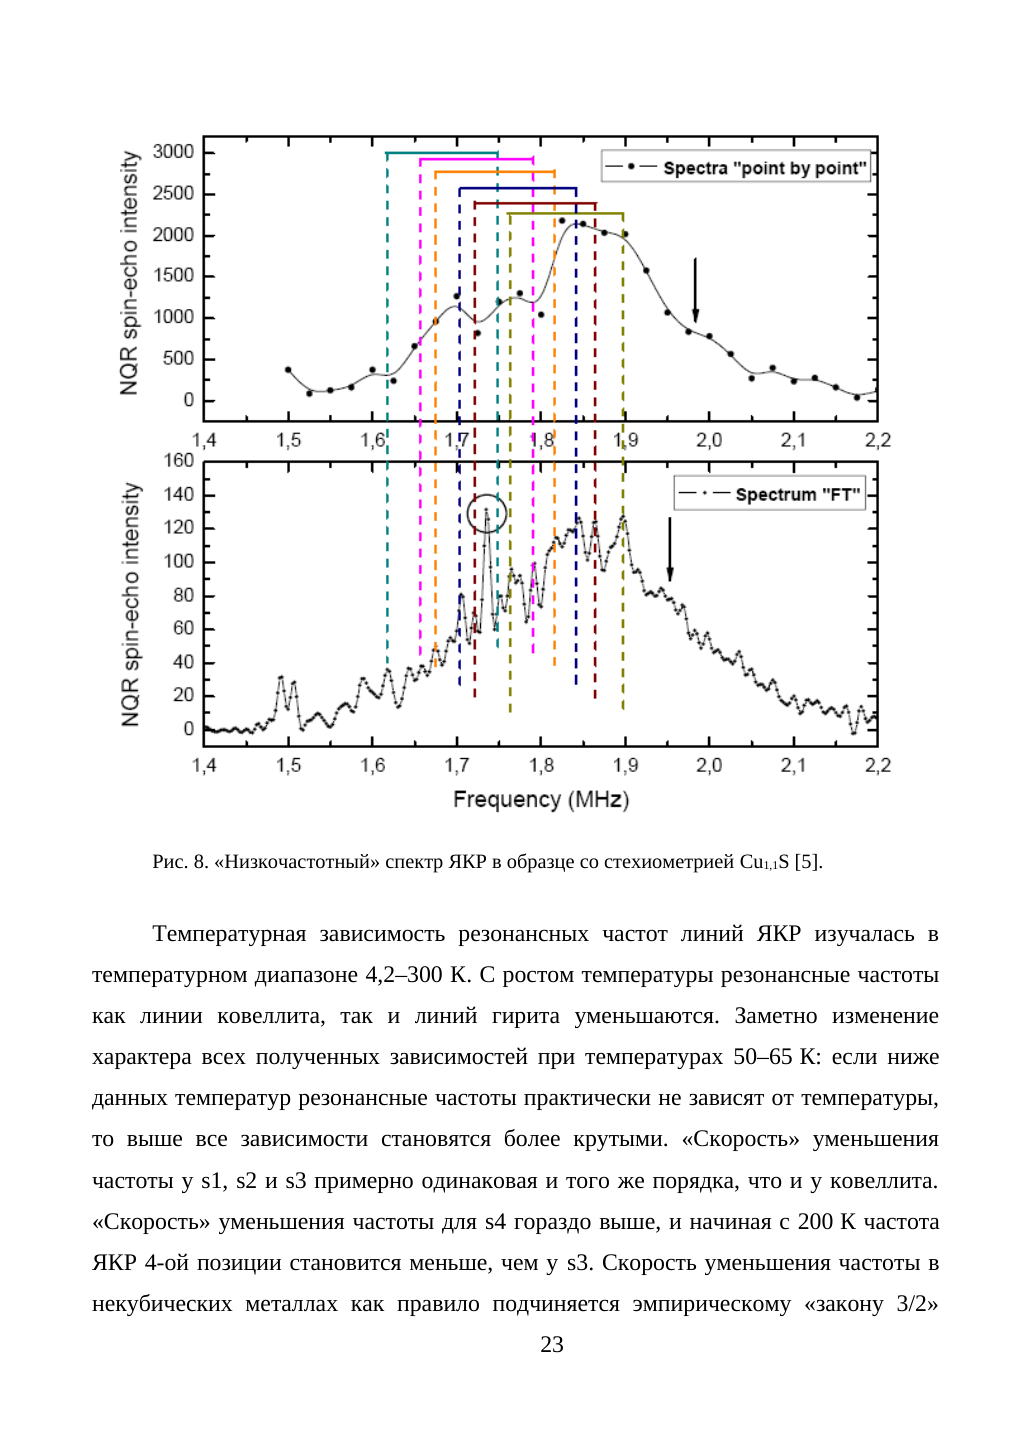 3000
2500
2000
1500
1000
500
0
NQR spin-echo intensity
Spectra "point by point"
1,4 1,5 1,6 1,7 1,8 1,9 2,0 2,1 2,2
160
140
120
100
80
60
40
20
0
NQR spin-echo intensity
Spectrum "FT"
1,4 1,5 1,6 1,7 1,8 1,9 2,0 2,1 2,2
Frequency (MHz)
Рис. 8. «Низкочастотный» спектр ЯКР в образце со стехиометрией Cu1,1S [5].
Температурная зависимость резонансных частот линий ЯКР изучалась в
температурном диапазоне 4,2–300 К. С ростом температуры резонансные частоты
как линии ковеллита, так и линий гирита уменьшаются. Заметно изменение
характера всех полученных зависимостей при температурах 50–65 К: если ниже
данных температур резонансные частоты практически не зависят от температуры,
то выше все зависимости становятся более крутыми. «Скорость» уменьшения
частоты у s1, s2 и s3 примерно одинаковая и того же порядка, что и у ковеллита.
«Скорость» уменьшения частоты для s4 гораздо выше, и начиная с 200 К частота
ЯКР 4-ой позиции становится меньше, чем у s3. Скорость уменьшения частоты в
некубических металлах как правило подчиняется эмпирическому «закону 3/2»
23